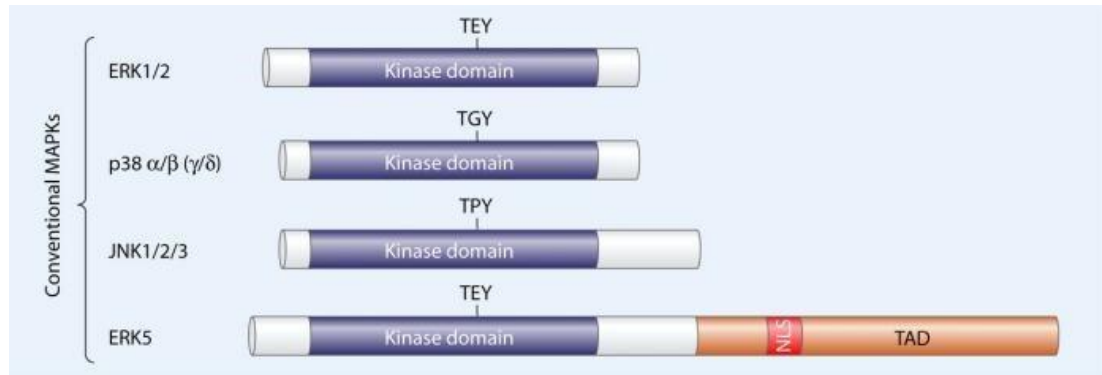 Conventional MAPKs
TEY
ERK1/2
Kinase domain
TGY
p38 α/β (γ/δ)
Kinase domain
TPY
JNK1/2/3
Kinase domain
TEY
ERK5
Kinase domain
NLS
TAD